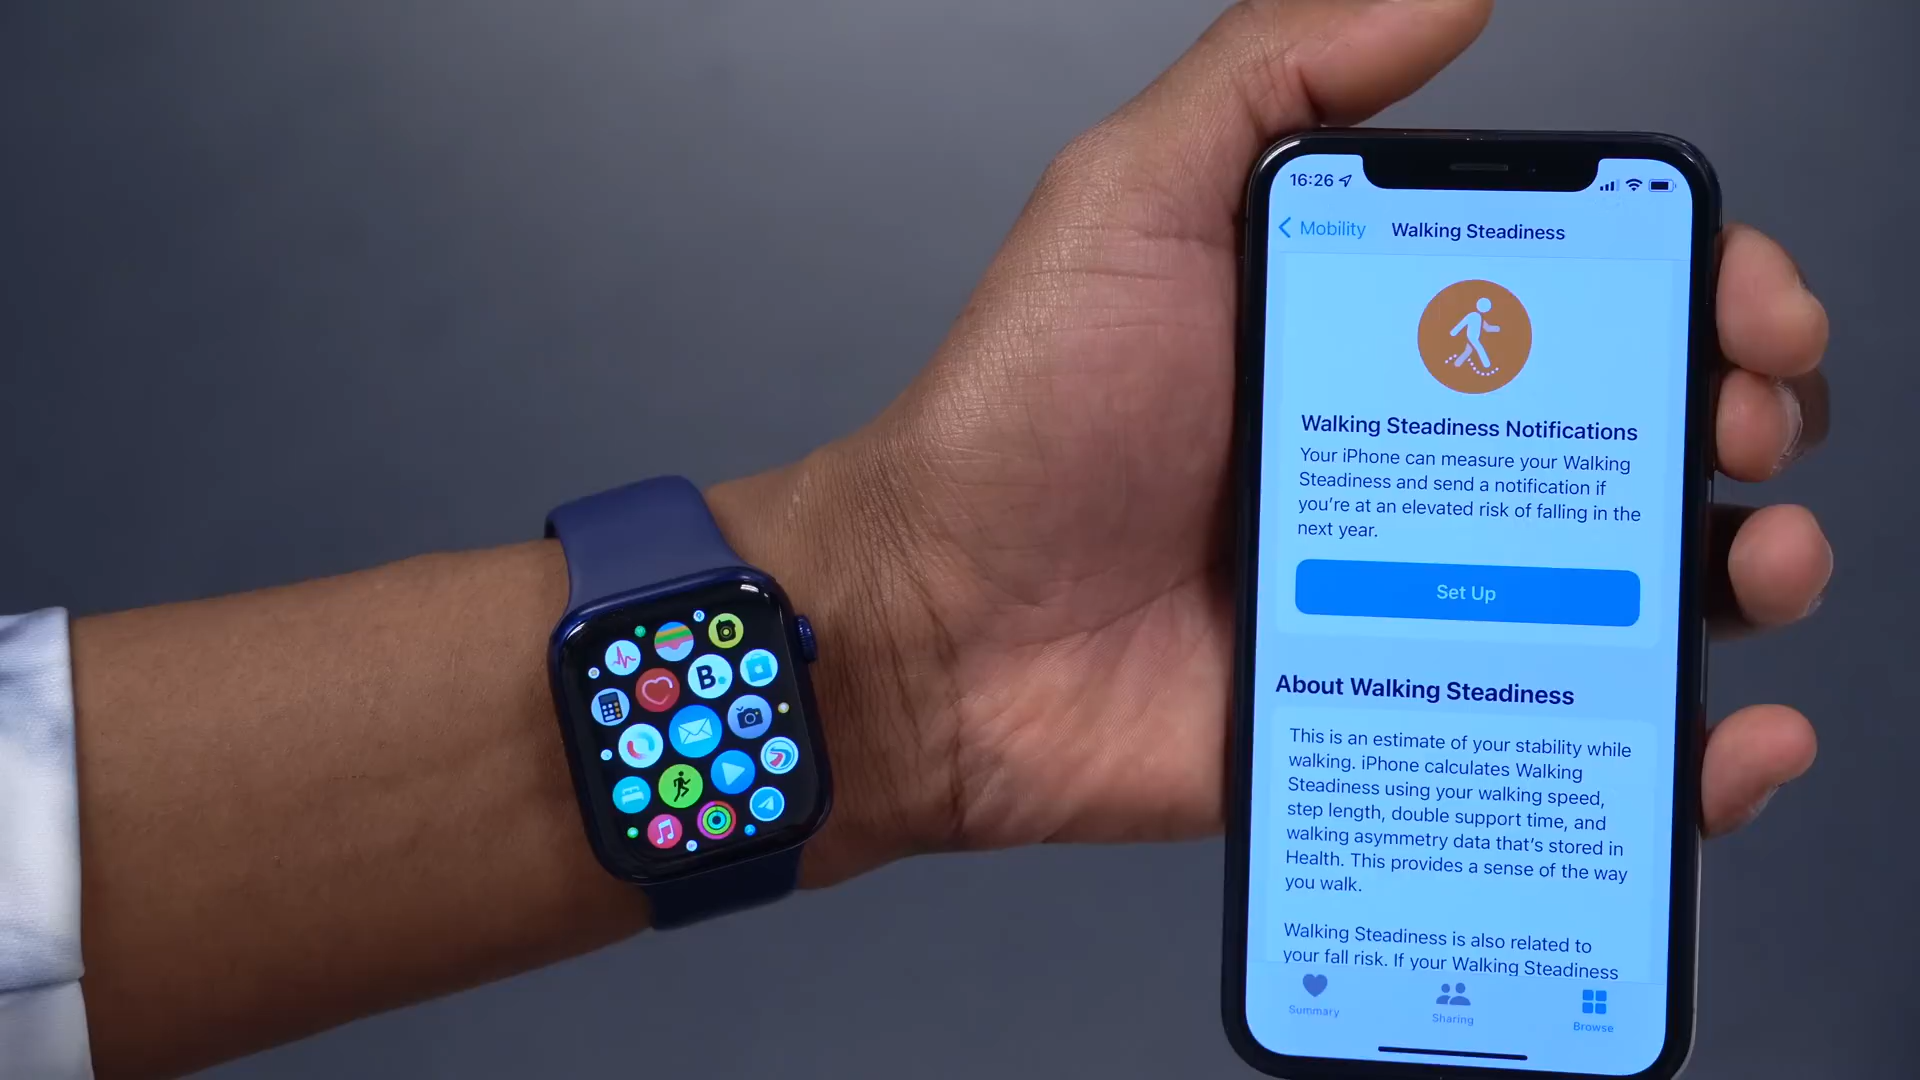 16:26
Mobility
Walking Steadiness
Walking Steadiness Notifications
Your iPhone can measure your Walking
Steadiness and send a notification if
you're at an elevated risk of falling in the
next year.
Set Up
About Walking Steadiness
This is an estimate of your stability while
walking. iPhone calculates Walking
Steadiness using your walking speed,
step length, double support time, and
walking asymmetry data that's stored in
Health. This provides a sense of the way
you walk.
Walking Steadiness is also related to
your fall risk. If your Walking Steadiness
Summary
Sharing
Browse
B.